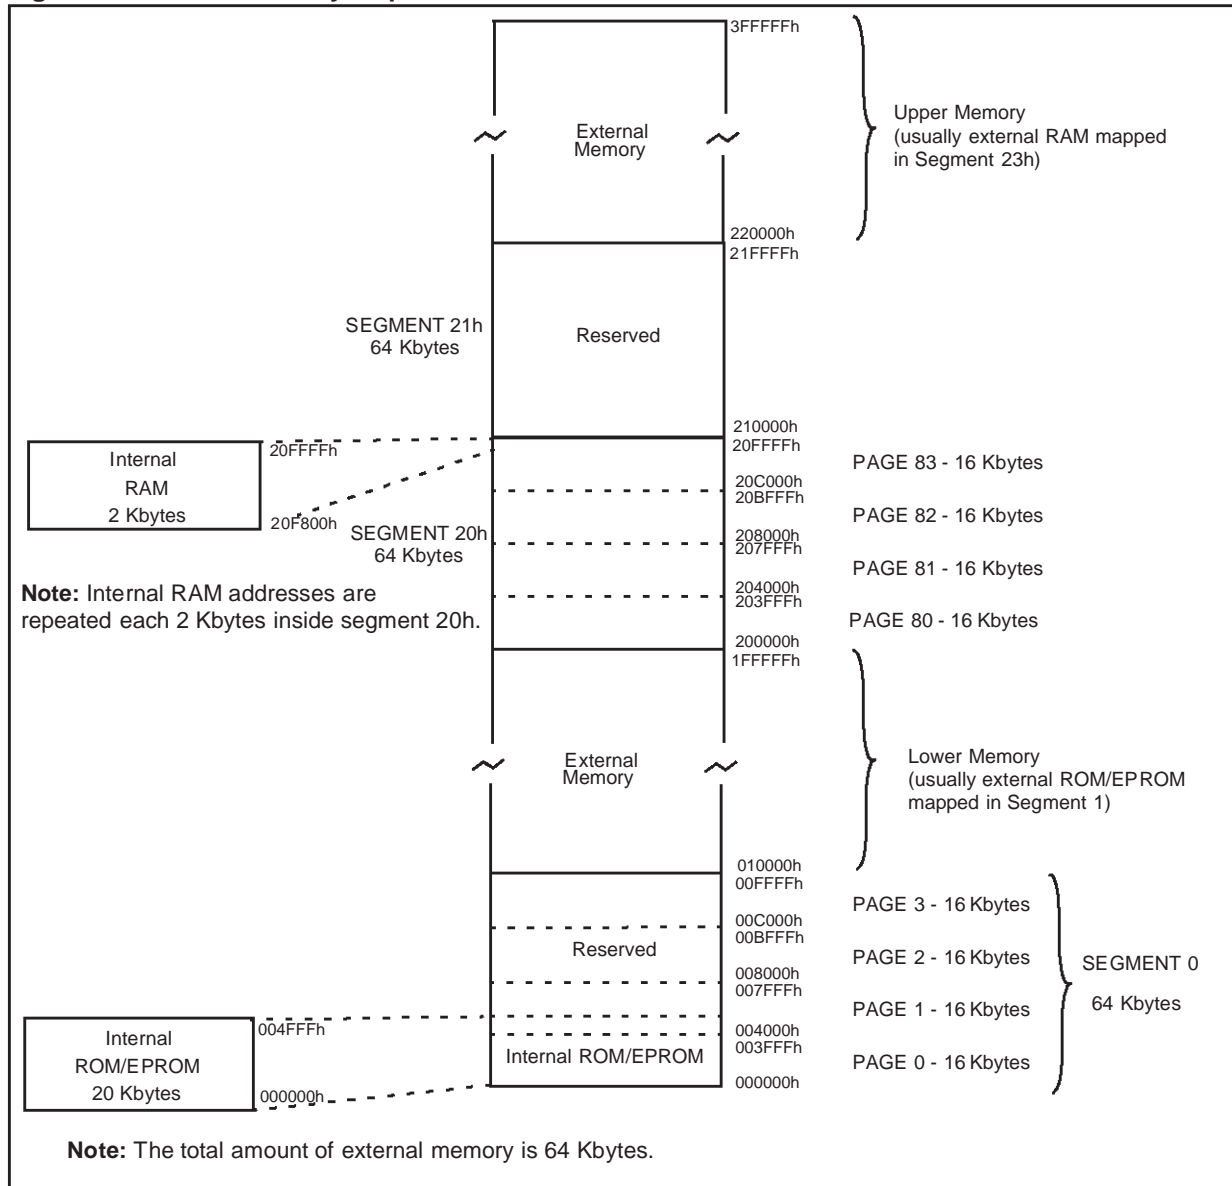 3FFFFFh
External
Memory
Upper Memory
(usually external RAM mapped
in Segment 23h)
220000h
21FFFFh
SEGMENT 21h
64 Kbytes
Reserved
210000h
20FFFFh
Internal
RAM
2 Kbytes
20FFFFh
20F800h
PAGE 83 - 16 Kbytes
20C000h
20BFFFh
PAGE 82 - 16 Kbytes
SEGMENT 20h
64 Kbytes
208000h
207FFFh
PAGE 81 - 16 Kbytes
204000h
203FFFh
Note: Internal RAM addresses are
repeated each 2 Kbytes inside segment 20h.
PAGE 80 - 16 Kbytes
200000h
1FFFFFh
External
Memory
Lower Memory
(usually external ROM/EPROM
mapped in Segment 1)
010000h
00FFFFh
PAGE 3 - 16 Kbytes
00C000h
00BFFFh
Reserved
PAGE 2 - 16 Kbytes
SEGMENT 0
64 Kbytes
008000h
007FFFh
PAGE 1 - 16 Kbytes
004000h
003FFFh
Internal
ROM/EPROM
20 Kbytes
004FFFh
000000h
Internal ROM/EPROM
PAGE 0 - 16 Kbytes
000000h
Note: The total amount of external memory is 64 Kbytes.